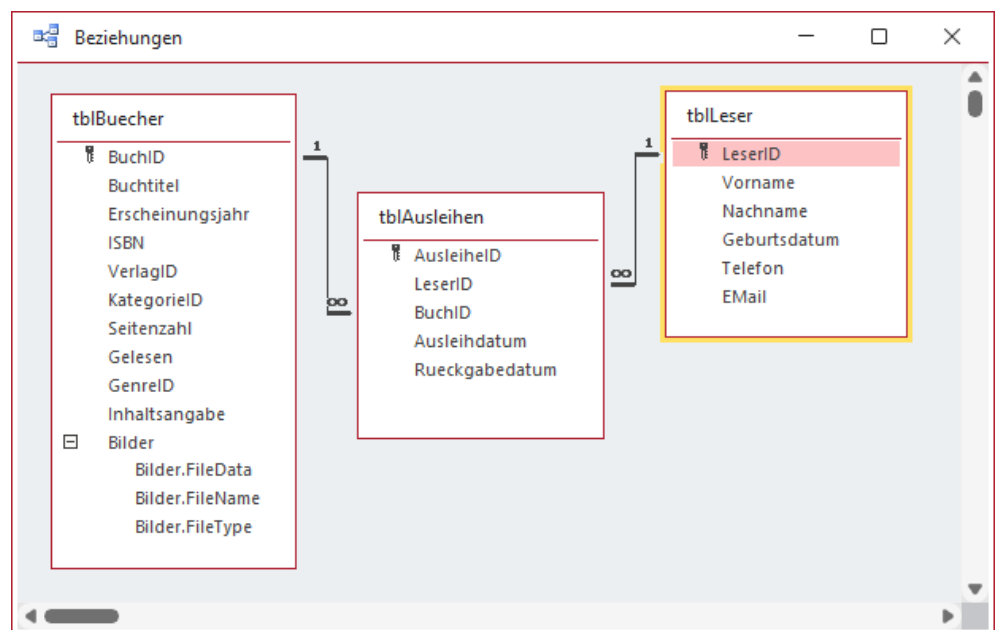 Beziehungen
tblBuecher
BuchID
Buchtitel
Erscheinungsjahr
ISBN
VerlagID
KategorieID
Seitenzahl
Gelesen
GenreID
Inhaltsangabe
Bilder
Bilder.FileData
Bilder.FileName
Bilder.FileType
1
∞
tblAusleihen
AusleiheID
LeserID
BuchID
Ausleihdatum
Rueckgabedatum
∞
1
tblLeser
LeserID
Vorname
Nachname
Geburtsdatum
Telefon
EMail